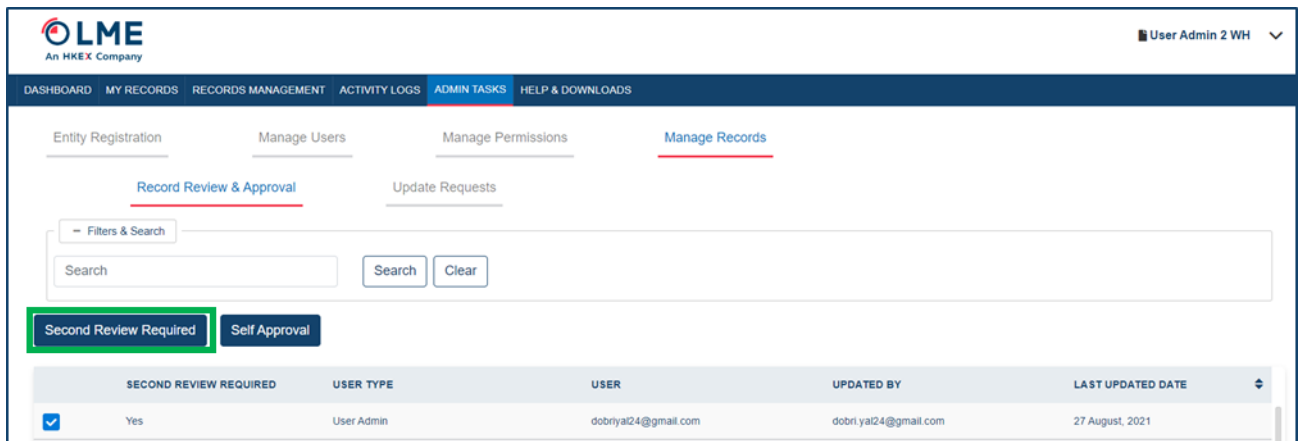 LME
An HKEX Company
User Admin 2 WH
DASHBOARD MY RECORDS RECORDS MANAGEMENT ACTIVITY LOGS ADMIN TASKS HELP & DOWNLOADS
Entity Registration Manage Users Manage Permissions Manage Records
Record Review & Approval Update Requests
− Filters & Search
Search Search Clear
Second Review Required Self Approval
SECOND REVIEW REQUIRED USER TYPE USER UPDATED BY LAST UPDATED DATE
Yes User Admin dobriyal24@gmail.com dobri.yal24@gmail.com 27 August, 2021